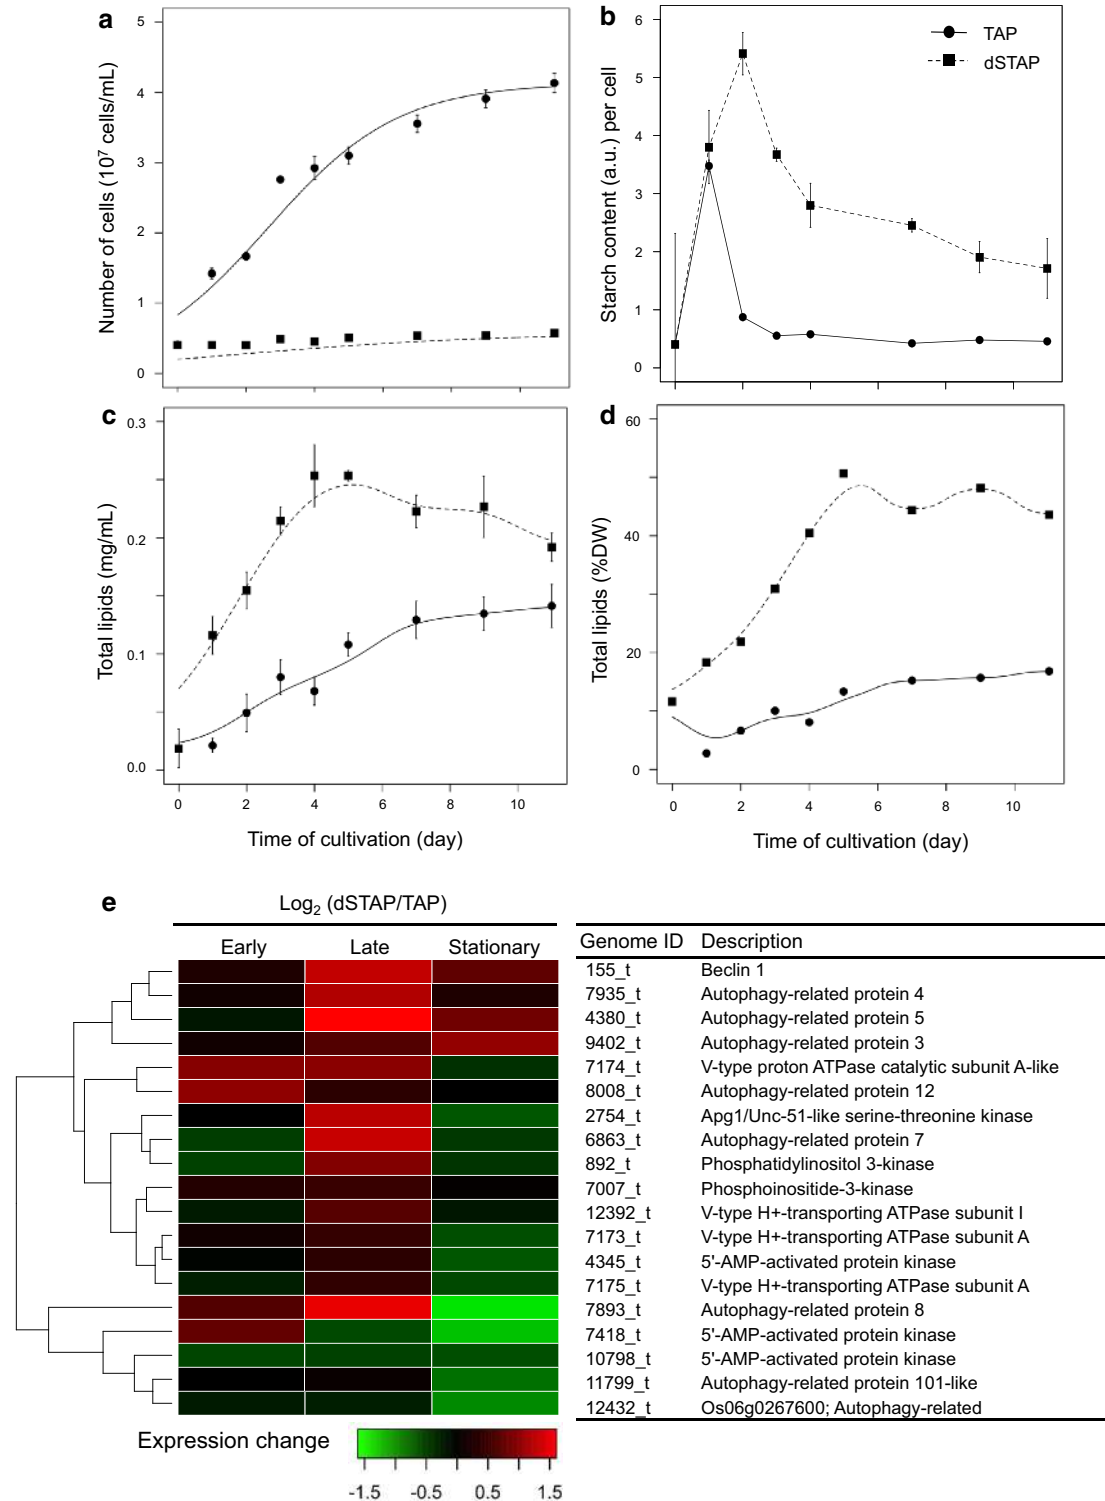 a
5
4
3
2
1
0
Number of cells (10⁷ cells/mL)
b
6
5
4
3
2
1
0
Starch content (a.u.) per cell
TAP
dSTAP
c
0.3
0.2
0.1
0.0
Total lipids (mg/mL)
0 2 4 6 8 10
Time of cultivation (day)
d
60
40
20
0
Total lipids (%DW)
0 2 4 6 8 10
Time of cultivation (day)
e
Log₂ (dSTAP/TAP)
Early Late Stationary
Genome ID Description
155_t Beclin 1
7935_t Autophagy-related protein 4
4380_t Autophagy-related protein 5
9402_t Autophagy-related protein 3
7174_t V-type proton ATPase catalytic subunit A-like
8008_t Autophagy-related protein 12
2754_t Apg1/Unc-51-like serine-threonine kinase
6863_t Autophagy-related protein 7
892_t Phosphatidylinositol 3-kinase
7007_t Phosphoinositide-3-kinase
12392_t V-type H+-transporting ATPase subunit I
7173_t V-type H+-transporting ATPase subunit A
4345_t 5'-AMP-activated protein kinase
7175_t V-type H+-transporting ATPase subunit A
7893_t Autophagy-related protein 8
7418_t 5'-AMP-activated protein kinase
10798_t 5'-AMP-activated protein kinase
11799_t Autophagy-related protein 101-like
12432_t Os06g0267600; Autophagy-related
Expression change
-1.5 -0.5 0.5 1.5